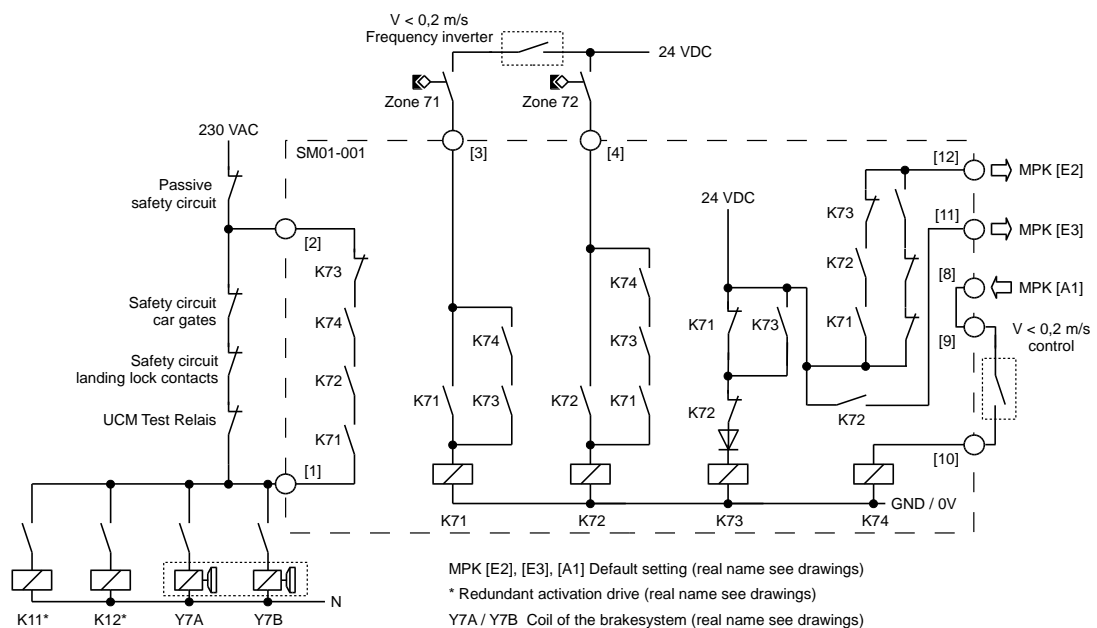 V < 0,2 m/s
Frequency inverter
24 VDC
Zone 71
Zone 72
230 VAC
SM01-001
[3]
[4]
[12]
MPK [E2]
Passive
safety circuit
24 VDC
K73
[11]
MPK [E3]
[2]
K73
K74
K72
[8]
MPK [A1]
Safety circuit
car gates
K74
K74
K73
K71
K73
K71
[9]
V < 0,2 m/s
control
Safety circuit
landing lock contacts
K72
K71
K73
K72
K71
K72
K72
UCM Test Relais
K71
[1]
[10]
GND / 0V
K71
K72
K73
K74
MPK [E2], [E3], [A1] Default setting (real name see drawings)
* Redundant activation drive (real name see drawings)
N
K11*
K12*
Y7A
Y7B
Y7A / Y7B Coil of the brakesystem (real name see drawings)